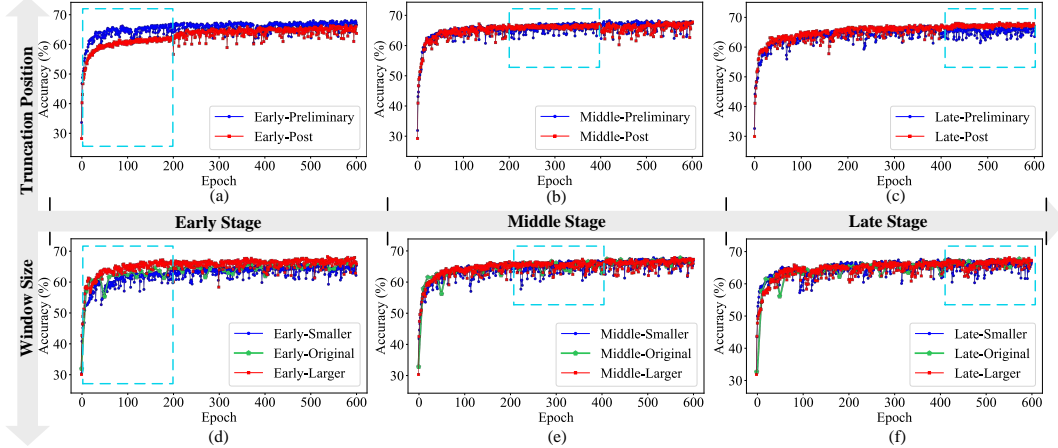 Truncation Position
Accuracy (%)
70
60
50
40
30
Early-Preliminary
Early-Post
0 100 200 300 400 500 600
Epoch
(a)
Accuracy (%)
70
60
50
40
30
Middle-Preliminary
Middle-Post
0 100 200 300 400 500 600
Epoch
(b)
Accuracy (%)
70
60
50
40
30
Late-Preliminary
Late-Post
0 100 200 300 400 500 600
Epoch
(c)
Early Stage Middle Stage Late Stage
Window Size
Accuracy (%)
70
60
50
40
30
Early-Smaller
Early-Original
Early-Larger
0 100 200 300 400 500 600
Epoch
(d)
Accuracy (%)
70
60
50
40
30
Middle-Smaller
Middle-Original
Middle-Larger
0 100 200 300 400 500 600
Epoch
(e)
Accuracy (%)
70
60
50
40
30
Late-Smaller
Late-Original
Late-Larger
0 100 200 300 400 500 600
Epoch
(f)